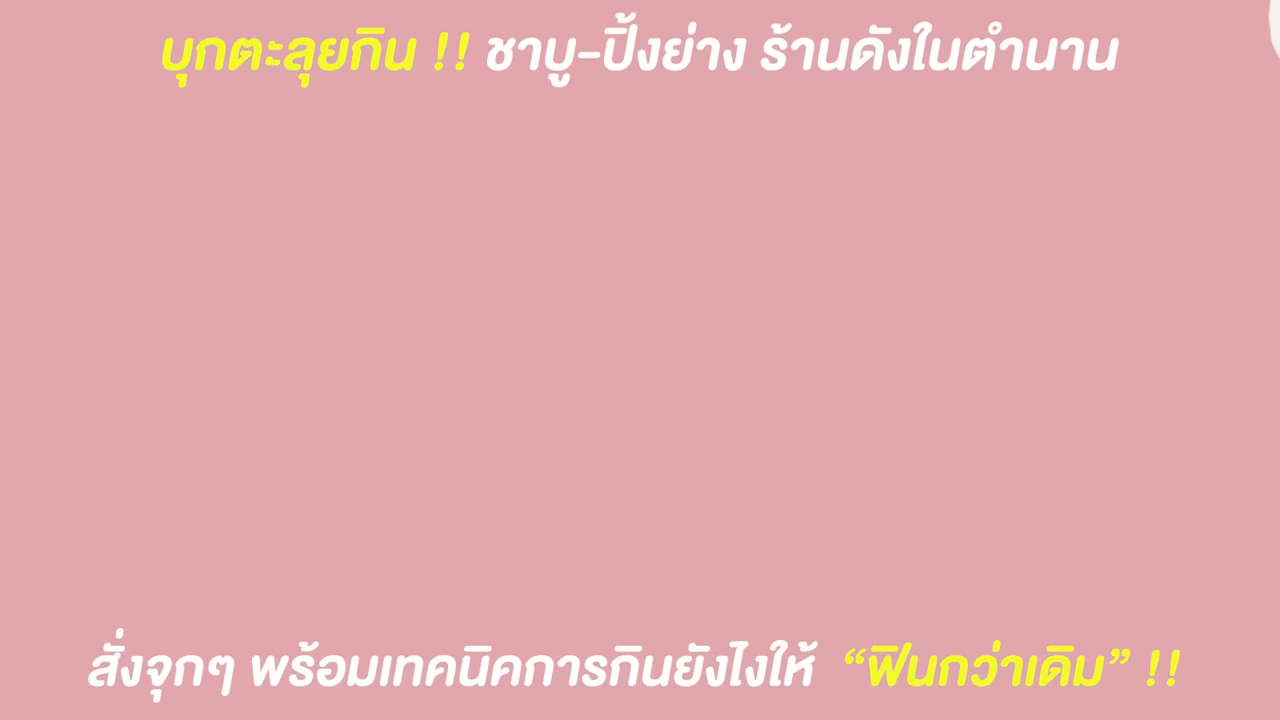 บุกตะลุยกิน !! ชาบู-ปิ้งย่าง ร้านดังในตำนาน
สั่งจุกๆ พร้อมเทคนิคการกินยังไงให้ “ฟินกว่าเดิม” !!